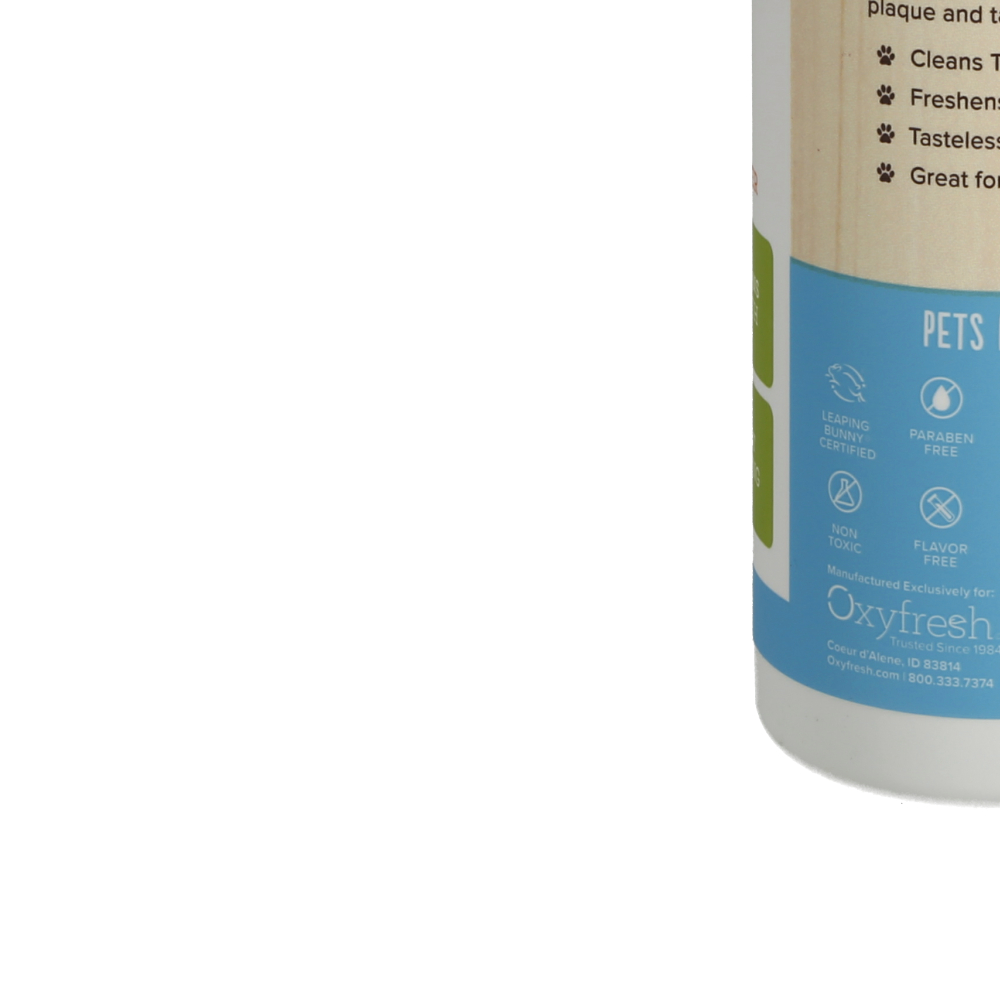 plaque and
Cleans
Freshens
Tasteless
Great for
PETS
LEAPING
BUNNY
CERTIFIED
PARABEN
FREE
NON
TOXIC
FLAVOR
FREE
Manufactured Exclusively for:
Oxyfresh
Trusted Since 1984
Coeur d'Alene, ID 83814
Oxyfresh.com | 800.333.7374